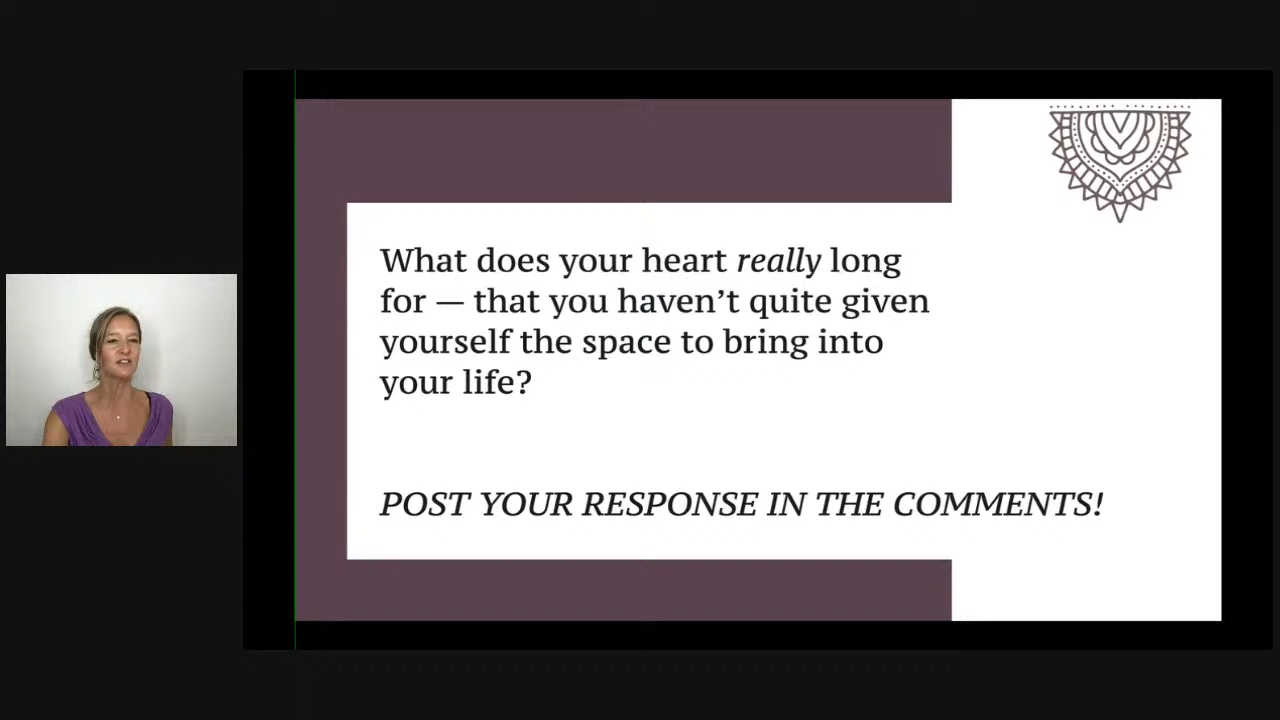 What does your heart really long
for — that you haven’t quite given
yourself the space to bring into
your life?
POST YOUR RESPONSE IN THE COMMENTS!